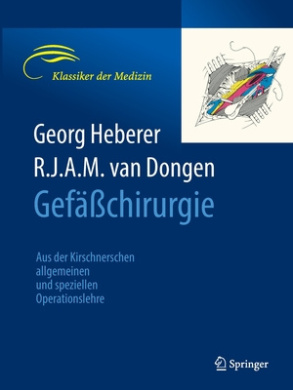 Klassiker der Medizin
Georg Heberer
R.J.A.M. van Dongen
Gefäßchirurgie
Aus der Kirschnerschen
allgemeinen
und speziellen
Operationslehre
Springer